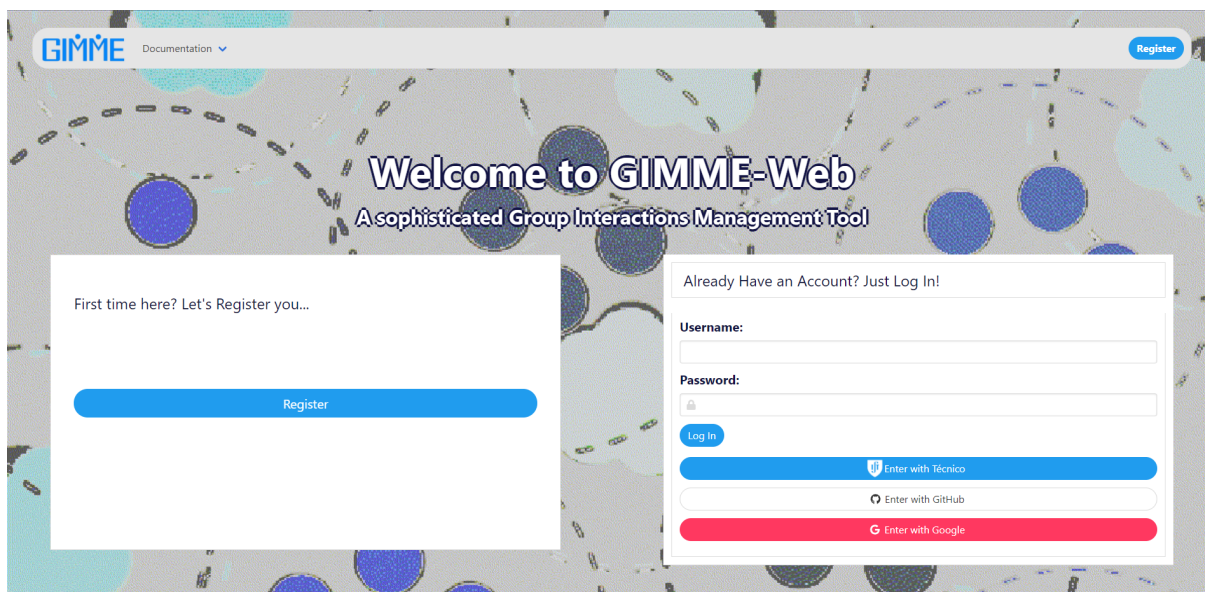 GIMME Documentation Register
Welcome to GIMME-Web
A sophisticated Group Interactions Management Tool
First time here? Let's Register you...
Register
Already Have an Account? Just Log In!
Username:
Password:
Log In
Enter with Técnico
Enter with GitHub
G Enter with Google